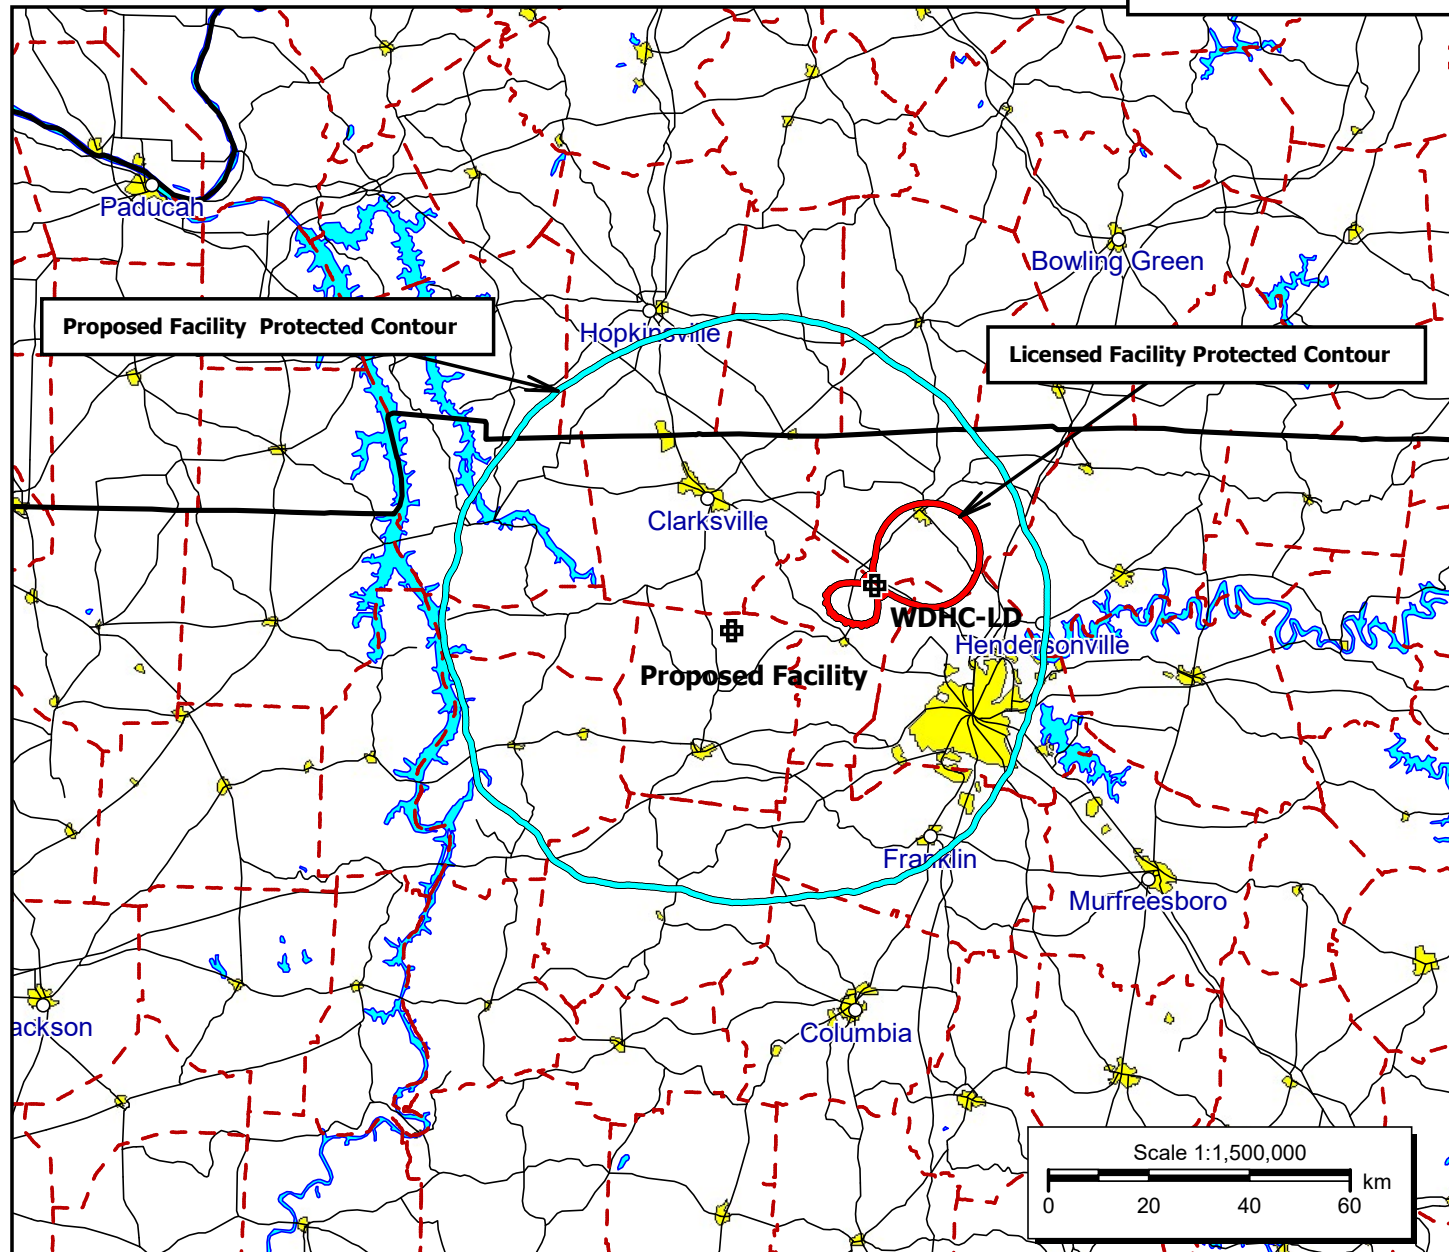 Paducah
Bowling Green
Proposed Facility  Protected Contour
Hopkinsville
Licensed Facility Protected Contour
Clarksville
WDHC-LD
Hendersonville
Proposed Facility
Franklin
Murfreesboro
ackson
Columbia
Scale 1:1,500,000
km
0 20 40 60